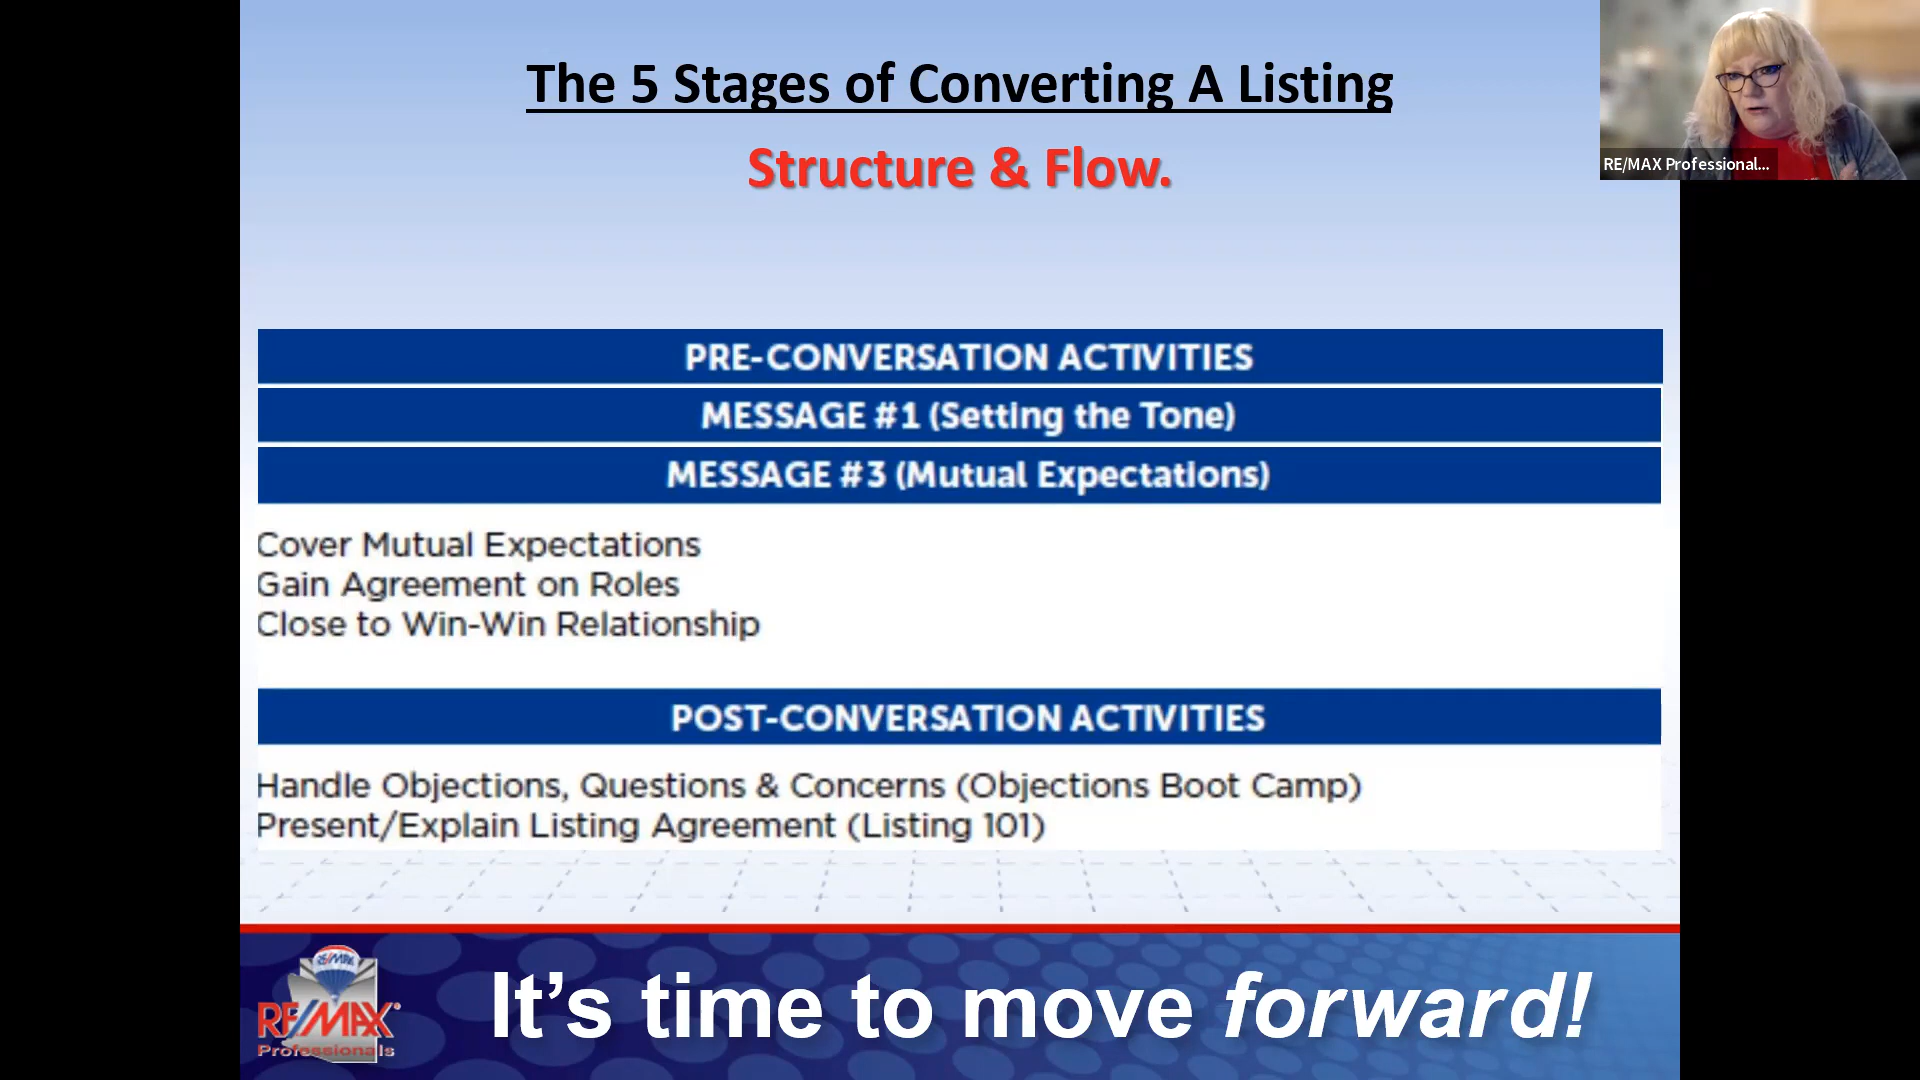 The 5 Stages of Converting A Listing
Structure & Flow.
RE/MAX Professional...
PRE-CONVERSATION ACTIVITIES
MESSAGE #1 (Setting the Tone)
MESSAGE #3 (Mutual Expectations)
Cover Mutual Expectations
Gain Agreement on Roles
Close to Win-Win Relationship
POST-CONVERSATION ACTIVITIES
Handle Objections, Questions & Concerns (Objections Boot Camp)
Present/Explain Listing Agreement (Listing 101)
RE/MAX
RE/MAX
Professionals
It’s time to move forward!